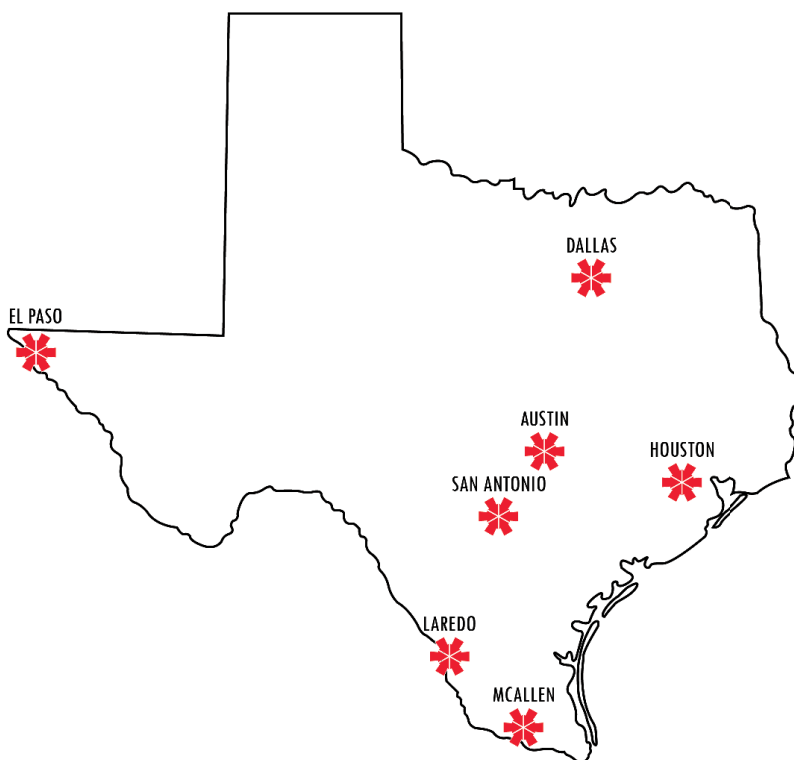 DALLAS
EL PASO
AUSTIN
HOUSTON
SAN ANTONIO
LAREDO
MCALLEN